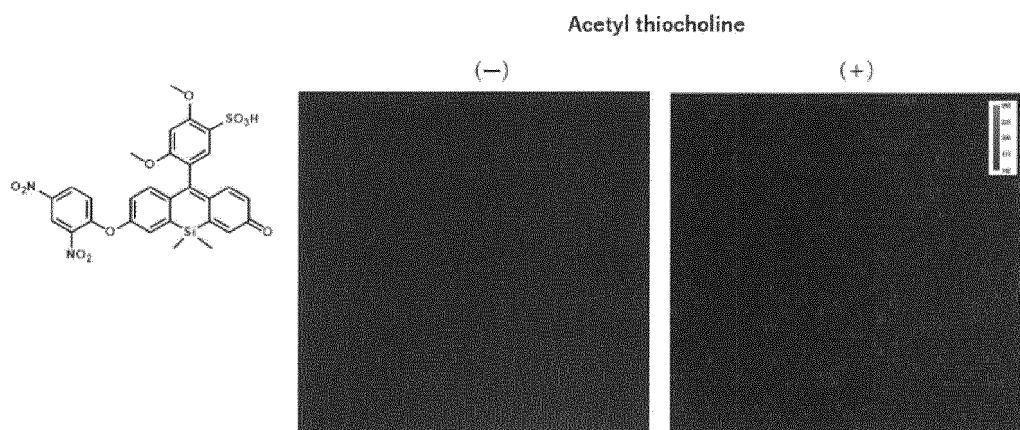 Acetyl thiocholine
(−)
(+)
O
SO₃H
O
O₂N
NO₂
O
Si
O